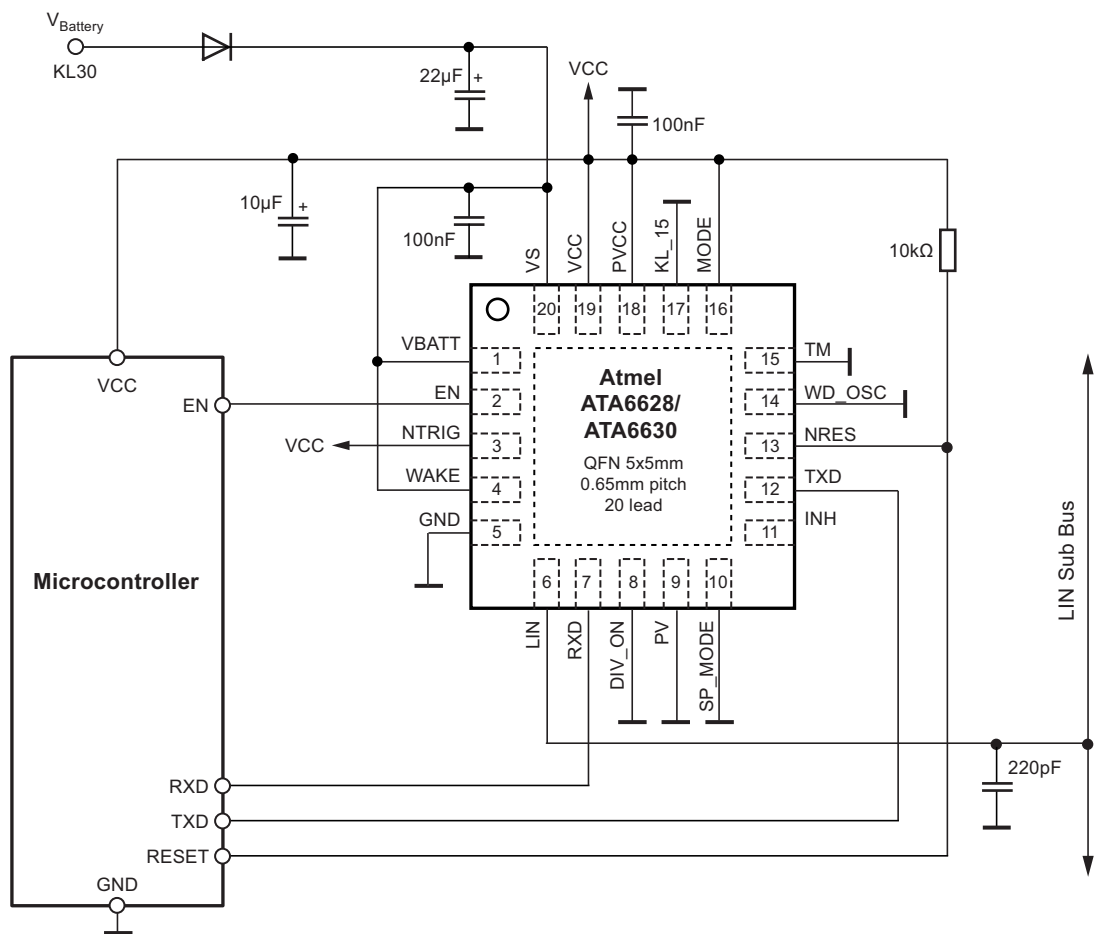 V Battery
KL30
22µF +
VCC
100nF
10µF +
100nF
VS
VCC
PVCC
KL_15
MODE
10kΩ
20
19
18
17
16
VCC
EN
VBATT
EN
VCC
NTRIG
WAKE
GND
1
2
3
4
5
Atmel
ATA6628/
ATA6630
QFN 5x5mm
0.65mm pitch
20 lead
15
14
13
12
11
TM
WD_OSC
NRES
TXD
INH
Microcontroller
6
7
8
9
10
LIN
RXD
DIV_ON
PV
SP_MODE
LIN Sub Bus
220pF
RXD
TXD
RESET
GND